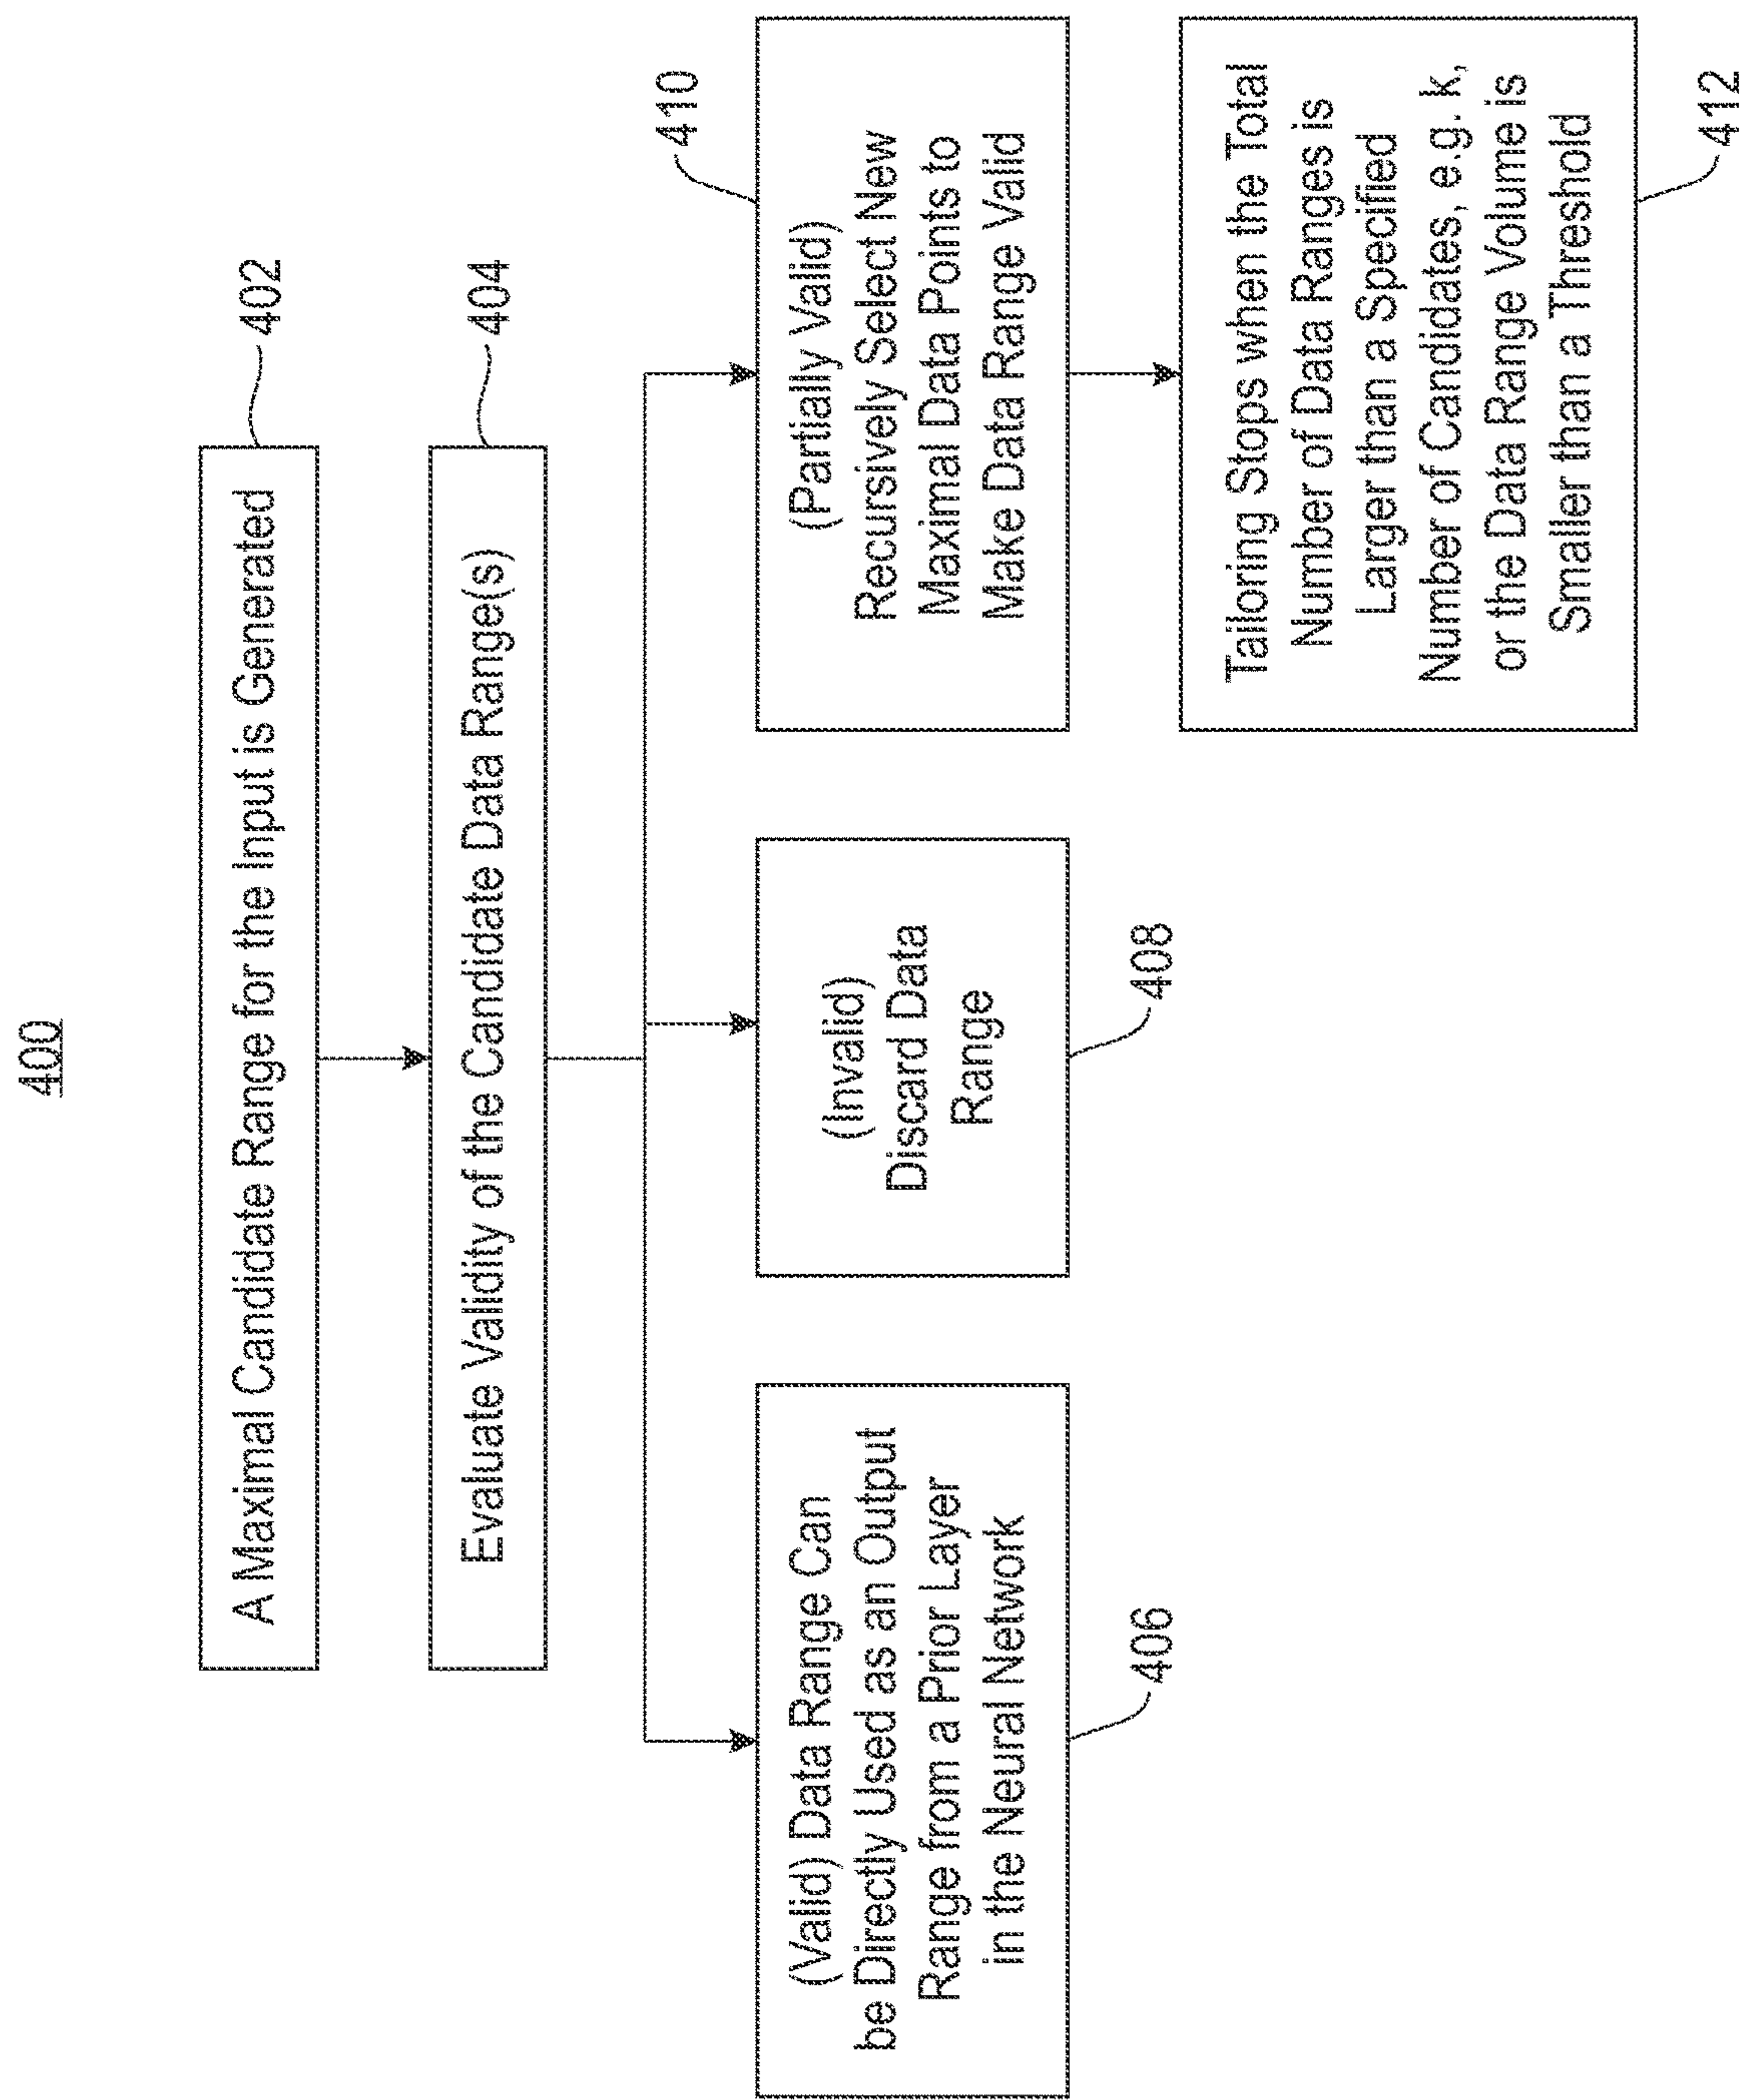 400
A Maximal Candidate Range for the Input is Generated
402
Evaluate Validity of the Candidate Data Range(s)
404
(Valid) Data Range Can
be Directly Used as an Output
Range from a Prior Layer
in the Neural Network
406
(Invalid)
Discard Data
Range
408
(Partially Valid)
Recursively Select New
Maximal Data Points to
Make Data Range Valid
410
Tailoring Stops when the Total
Number of Data Ranges is
Larger than a Specified
Number of Candidates, e.g. k,
or the Data Range Volume is
Smaller than a Threshold
412